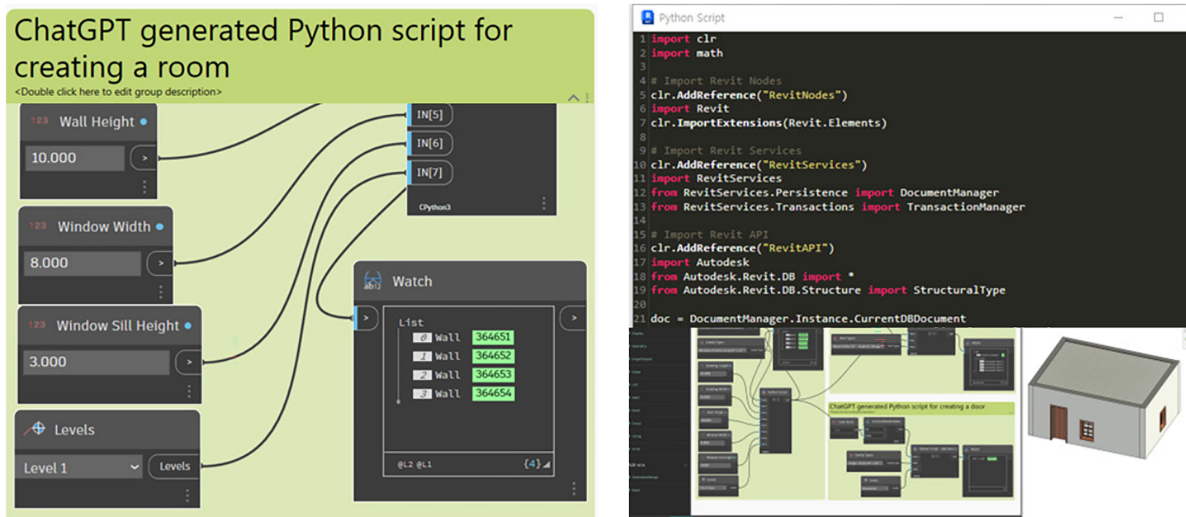 ChatGPT generated Python script for
creating a room
<Double click here to edit group description>
123 Wall Height
10.000 >
123 Window Width
8.000 >
123 Window Sill Height
3.000 >
Levels
Level 1 Levels
IN[5]
IN[6]
IN[7]
CPython3
Watch
> >
List
0 Wall 364651
1 Wall 364652
2 Wall 364653
3 Wall 364654
@L2 @L1 {4}
Python Script
1 import clr
2 import math
3
4 # Import Revit Nodes
5 clr.AddReference("RevitNodes")
6 import Revit
7 clr.ImportExtensions(Revit.Elements)
8
9 # Import Revit Services
10 clr.AddReference("RevitServices")
11 import RevitServices
12 from RevitServices.Persistence import DocumentManager
13 from RevitServices.Transactions import TransactionManager
14
15 # Import Revit API
16 clr.AddReference("RevitAPI")
17 import Autodesk
18 from Autodesk.Revit.DB import *
19 from Autodesk.Revit.DB.Structure import StructuralType
20
21 doc = DocumentManager.Instance.CurrentDBDocument
ChatGPT generated Python script for creating a door